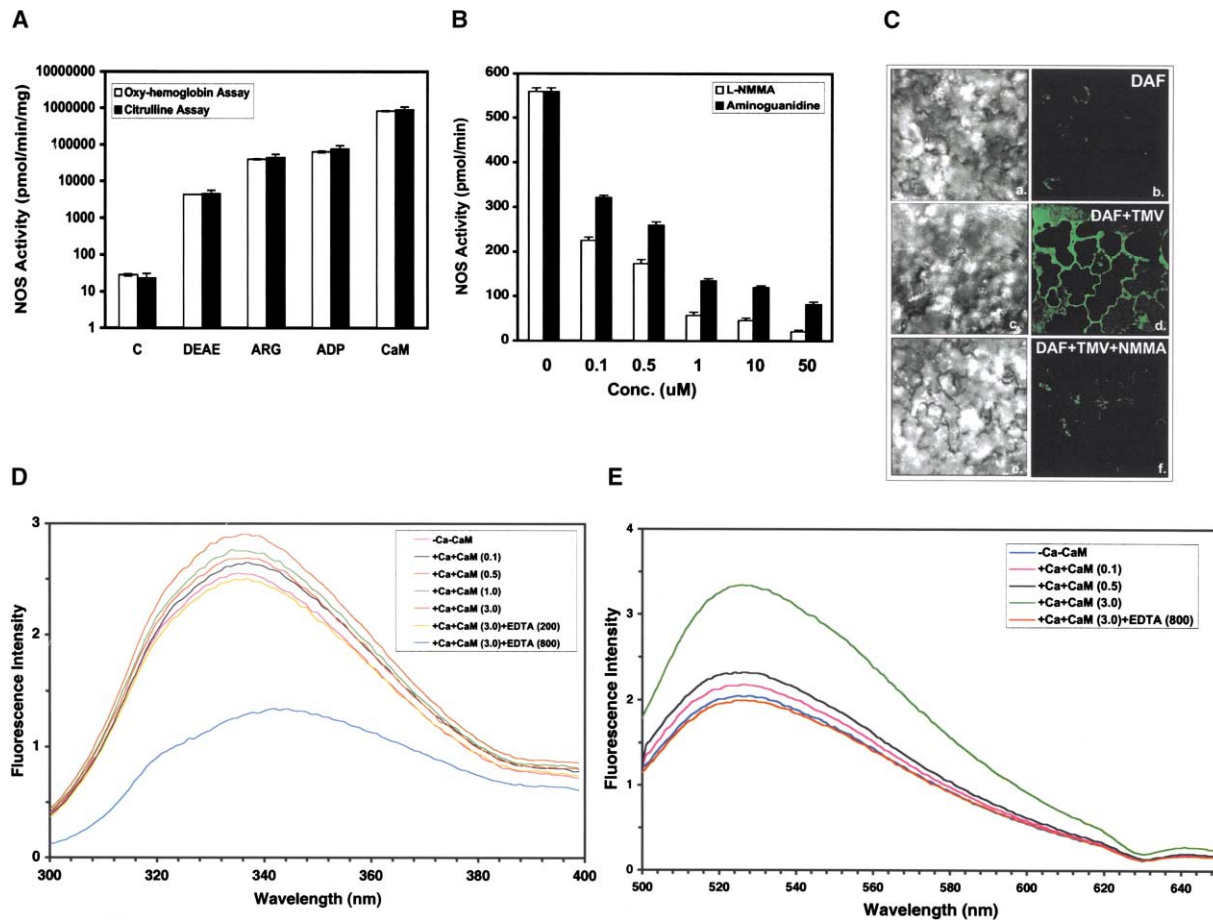 A
NOS Activity (pmol/min/mg)
10000000
1000000
100000
10000
1000
100
10
1
Oxy-hemoglobin Assay
Citrulline Assay
C DEAE ARG ADP CaM
B
NOS Activity (pmol/min)
600
500
400
300
200
100
0
L-NMMA
Aminoguanidine
0 0.1 0.5 1 10 50
Conc. (uM)
C
DAF
a. b.
DAF+TMV
c. d.
DAF+TMV+NMMA
e. f.
D
Fluorescence Intensity
3
2
1
0
-Ca-CaM
+Ca+CaM (0.1)
+Ca+CaM (0.5)
+Ca+CaM (1.0)
+Ca+CaM (3.0)
+Ca+CaM (3.0)+EDTA (200)
+Ca+CaM (3.0)+EDTA (800)
300 320 340 360 380 400
Wavelength (nm)
E
Fluorescence Intensity
4
3
2
1
0
-Ca-CaM
+Ca+CaM (0.1)
+Ca+CaM (0.5)
+Ca+CaM (3.0)
+Ca+CaM (3.0)+EDTA (800)
500 520 540 560 580 600 620 640
Wavelength (nm)